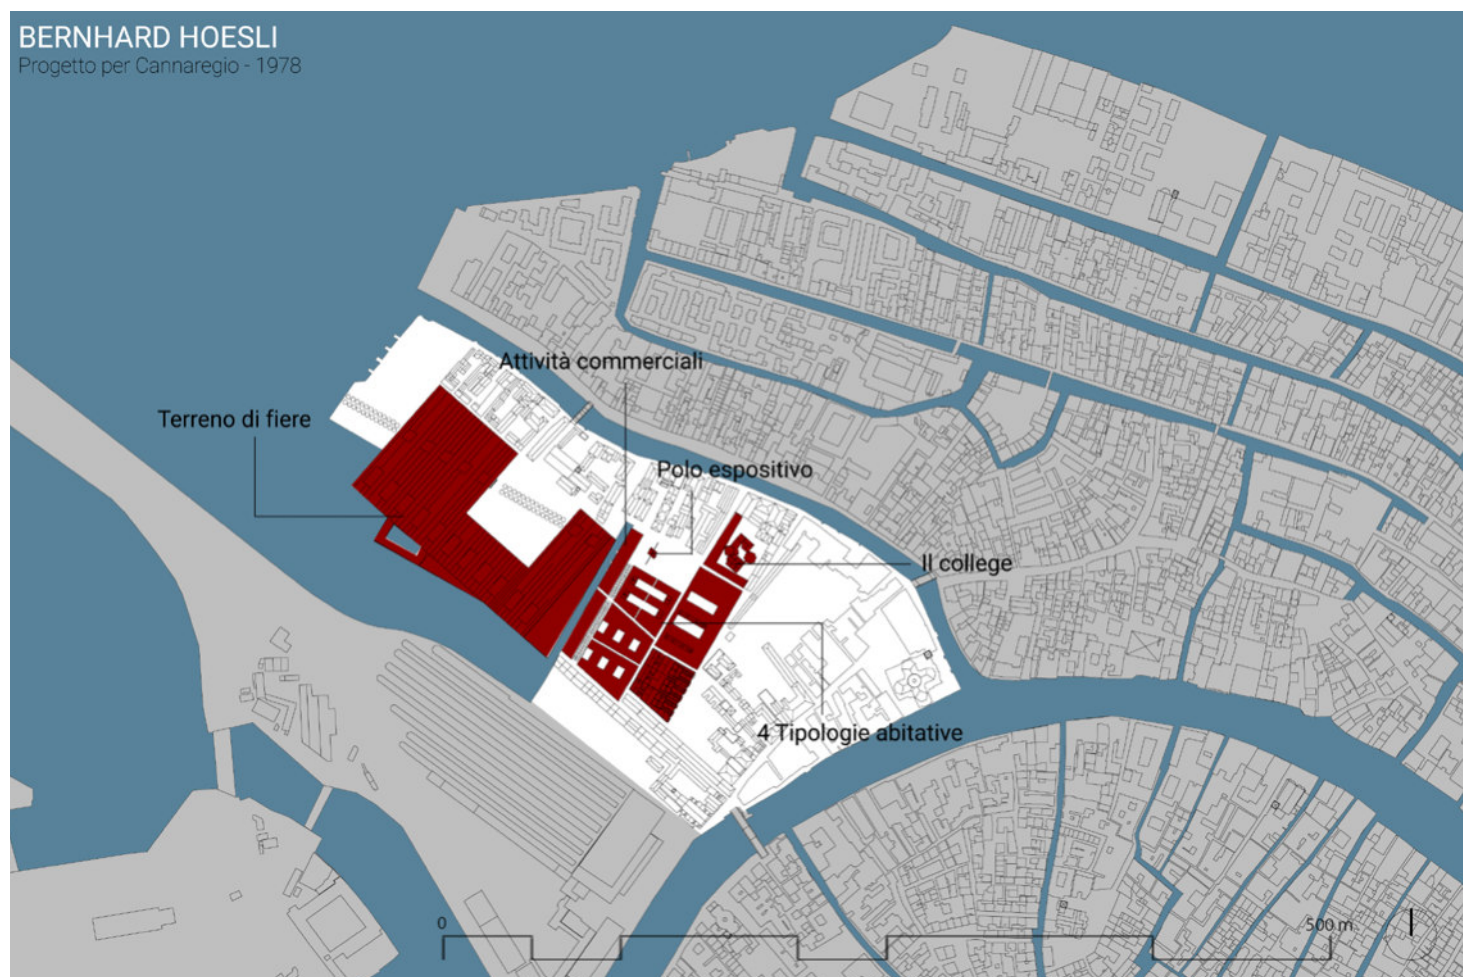 BERNHARD HOESLI
Progetto per Cannaregio - 1978
Attività commerciali
Terreno di fiere
Polo espositivo
Il college
4 Tipologie abitative
0
500 m